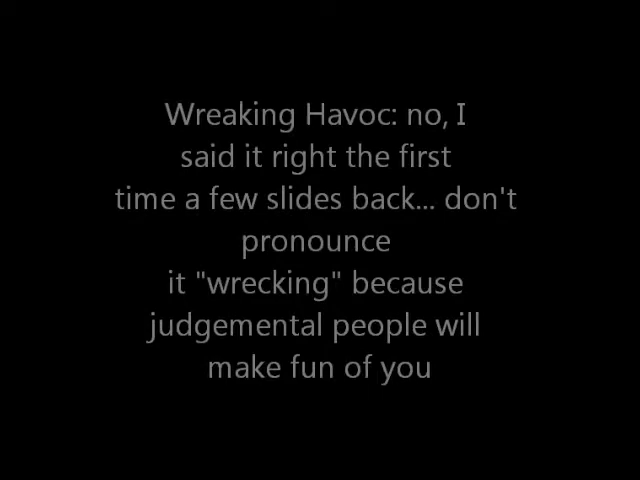 Wreaking Havoc: no, I
said it right the first
time a few slides back... don't
pronounce
it "wrecking" because
judgemental people will
make fun of you